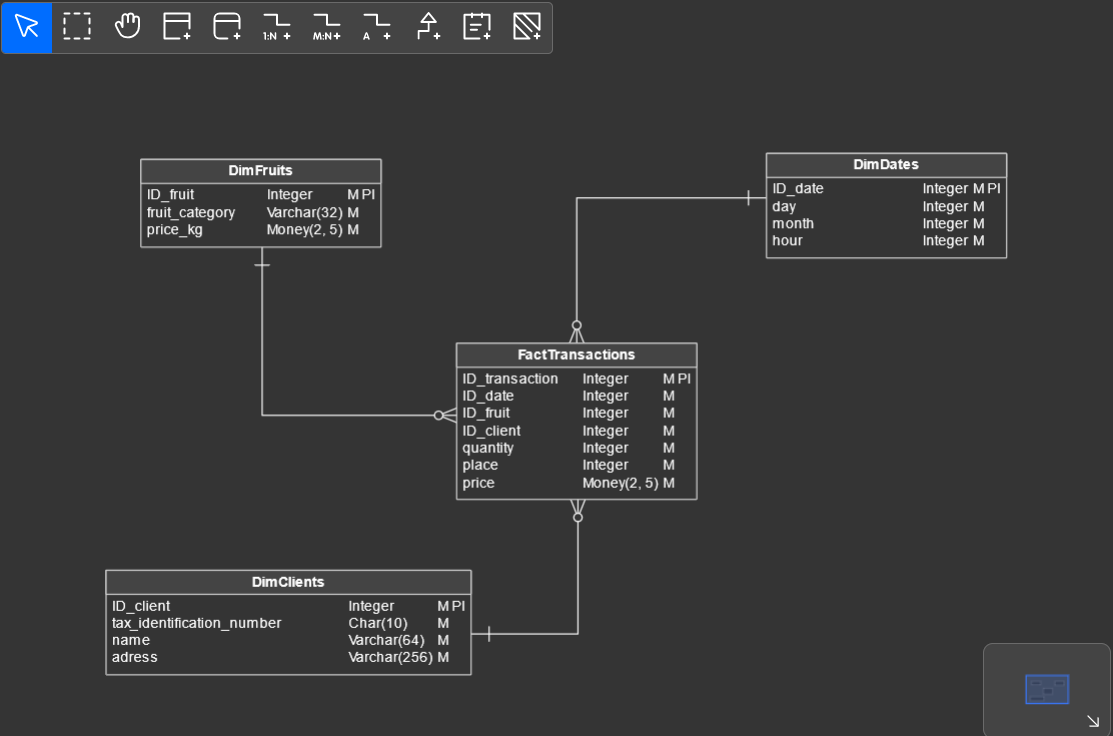 1:N + M:N+ A +
DimFruits
ID_fruit Integer M PI
fruit_category Varchar(32) M
price_kg Money(2, 5) M
DimDates
ID_date Integer M PI
day Integer M
month Integer M
hour Integer M
FactTransactions
ID_transaction Integer M PI
ID_date Integer M
ID_fruit Integer M
ID_client Integer M
quantity Integer M
place Integer M
price Money(2, 5) M
DimClients
ID_client Integer M PI
tax_identification_number Char(10) M
name Varchar(64) M
adress Varchar(256) M